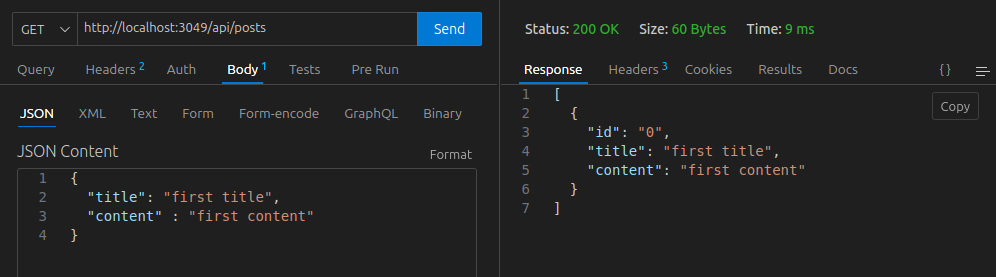 GET http://localhost:3049/api/posts Send
Query Headers 2 Auth Body 1 Tests Pre Run
JSON XML Text Form Form-encode GraphQL Binary
JSON Content Format
1 {
2 "title": "first title",
3 "content" : "first content"
4 }
Status: 200 OK Size: 60 Bytes Time: 9 ms
Response Headers 3 Cookies Results Docs {}
Copy
1 [
2 {
3 "id": "0",
4 "title": "first title",
5 "content": "first content"
6 }
7 ]